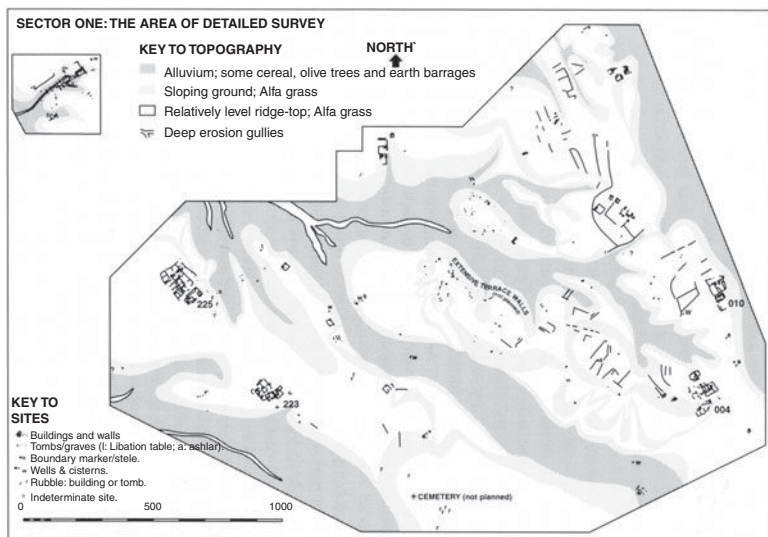 SECTOR ONE: THE AREA OF DETAILED SURVEY
KEY TO TOPOGRAPHY
NORTH
Alluvium; some cereal, olive trees and earth barrages
Sloping ground; Alfa grass
Relatively level ridge-top; Alfa grass
Deep erosion gullies
EXTENSIVE TERRACE WALLS
(not planned)
225
010
223
004
w
w
w
KEY TO
SITES
Buildings and walls
Tombs/graves (l: Libation table; a: ashlar).
Boundary marker/stele.
w Wells & cisterns.
Rubble: building or tomb.
Indeterminate site.
CEMETERY (not planned)
0 500 1000